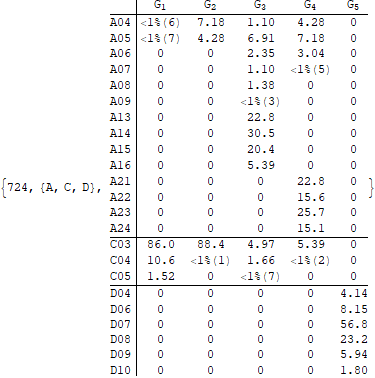 G1 G2 G3 G4 G5
A04 <1%(6) 7.18 1.10 4.28 0
A05 <1%(7) 4.28 6.91 7.18 0
A06 0 0 2.35 3.04 0
A07 0 0 1.10 <1%(5) 0
A08 0 0 1.38 0 0
A09 0 0 <1%(3) 0 0
A13 0 0 22.8 0 0
A14 0 0 30.5 0 0
A15 0 0 20.4 0 0
A16 0 0 5.39 0 0
{724, {A, C, D}, }
A21 0 0 0 22.8 0
A22 0 0 0 15.6 0
A23 0 0 0 25.7 0
A24 0 0 0 15.1 0
C03 86.0 88.4 4.97 5.39 0
C04 10.6 <1%(1) 1.66 <1%(2) 0
C05 1.52 0 <1%(7) 0 0
D04 0 0 0 0 4.14
D06 0 0 0 0 8.15
D07 0 0 0 0 56.8
D08 0 0 0 0 23.2
D09 0 0 0 0 5.94
D10 0 0 0 0 1.80